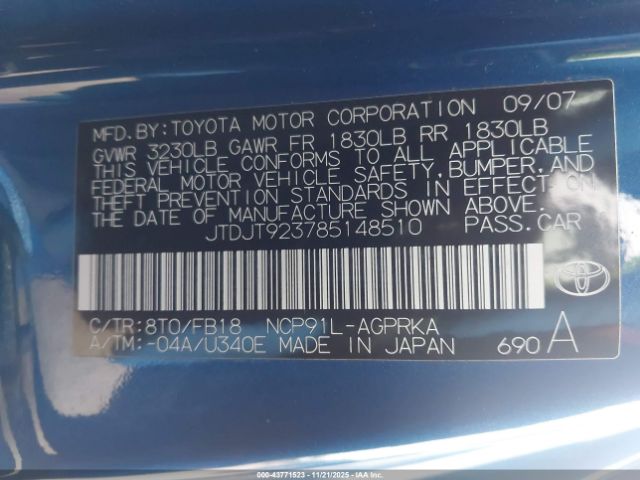 MFD. BY: TOYOTA MOTOR CORPORATION 09/07
GVWR 3230LB GAWR FR 1830LB RR 1830LB
THIS VEHICLE CONFORMS TO ALL APPLICABLE
FEDERAL MOTOR VEHICLE SAFETY, BUMPER, AND
THEFT PREVENTION STANDARDS IN EFFECT ON
THE DATE OF MANUFACTURE SHOWN ABOVE.
JTDJT923785148510 PASS.CAR
C/TR:8T0/FB18 NCP91L-AGPRKA
A/TM:-04A/U340E MADE IN JAPAN 690 A
000-43771523 - 11/21/2025 - IAAI.COM